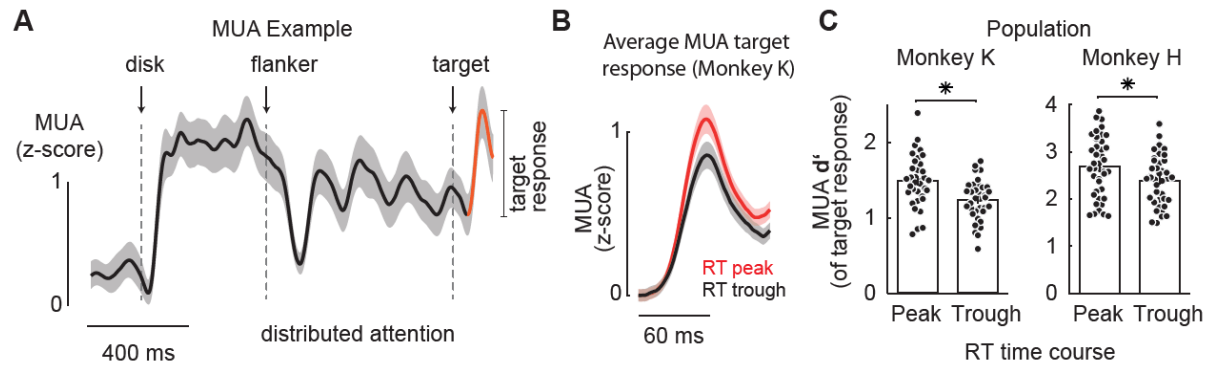 A
MUA Example
disk
flanker
target
MUA
(z-score)
1
0
target
response
400 ms
distributed attention
B
Average MUA target
response (Monkey K)
1
MUA
(z-score)
0
RT peak
RT trough
60 ms
C
Population
Monkey K
Monkey H
*
*
MUA d'
(of target response)
2
1
0
4
3
2
1
0
Peak Trough
Peak Trough
RT time course